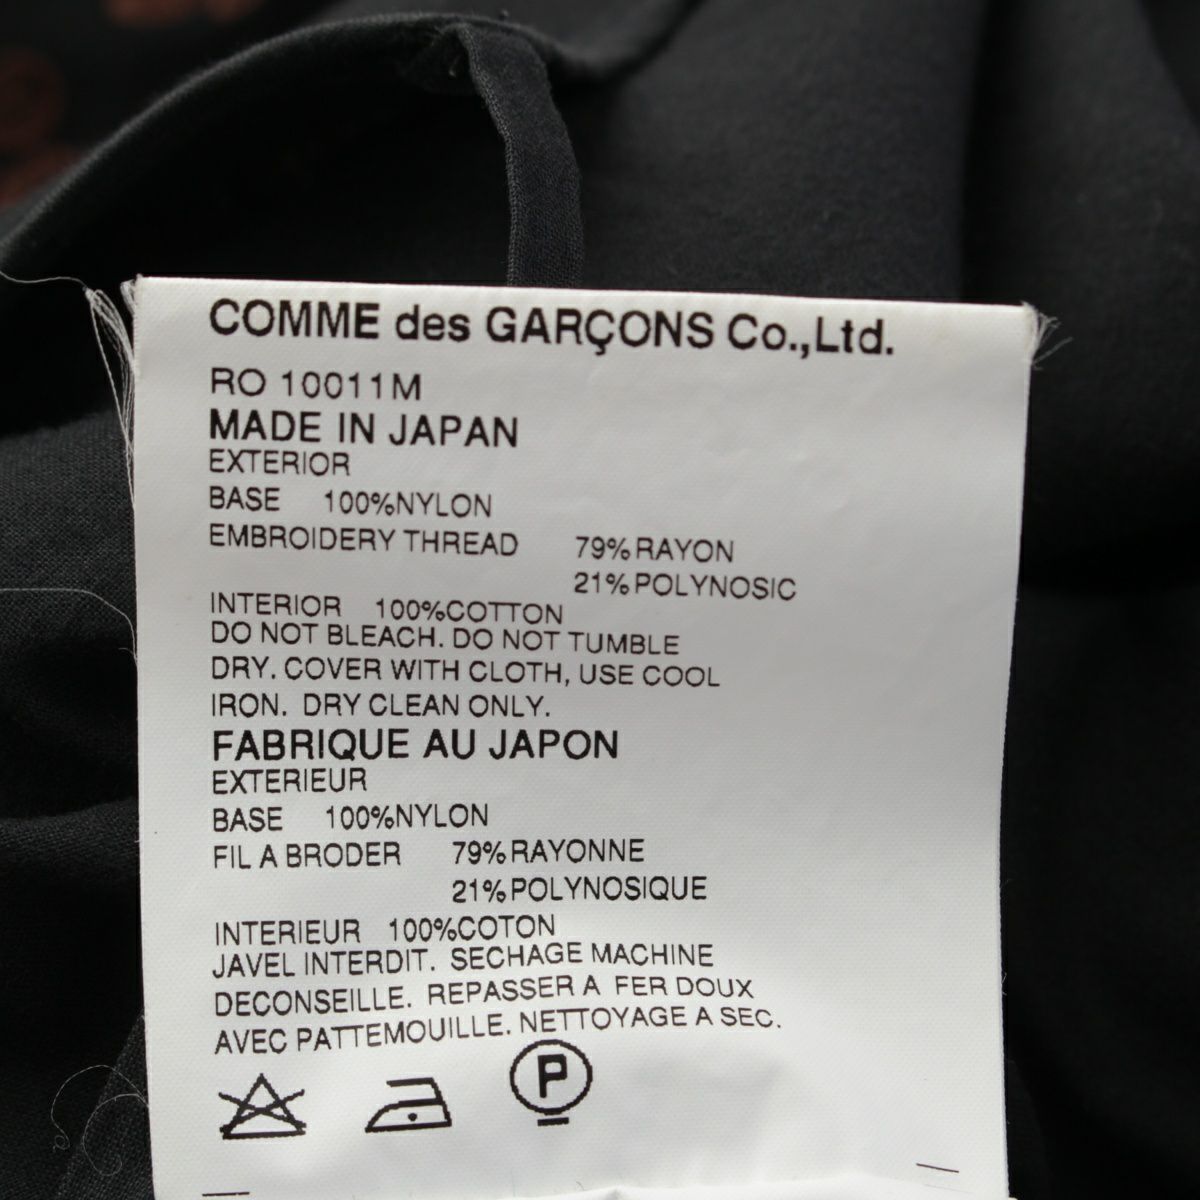 COMME des GARÇONS Co.,Ltd.
RO 10011M
MADE IN JAPAN
EXTERIOR
BASE 100%NYLON
EMBROIDERY THREAD 79%RAYON
21%POLYNOSIC
INTERIOR 100%COTTON
DO NOT BLEACH. DO NOT TUMBLE
DRY. COVER WITH CLOTH, USE COOL
IRON. DRY CLEAN ONLY.
FABRIQUE AU JAPON
EXTERIEUR
BASE 100%NYLON
FIL A BRODER 79%RAYONNE
21%POLYNOSIQUE
INTERIEUR 100%COTON
JAVEL INTERDIT. SECHAGE MACHINE
DECONSEILLE. REPASSER A FER DOUX
AVEC PATTEMOUILLE. NETTOYAGE A SEC.
P